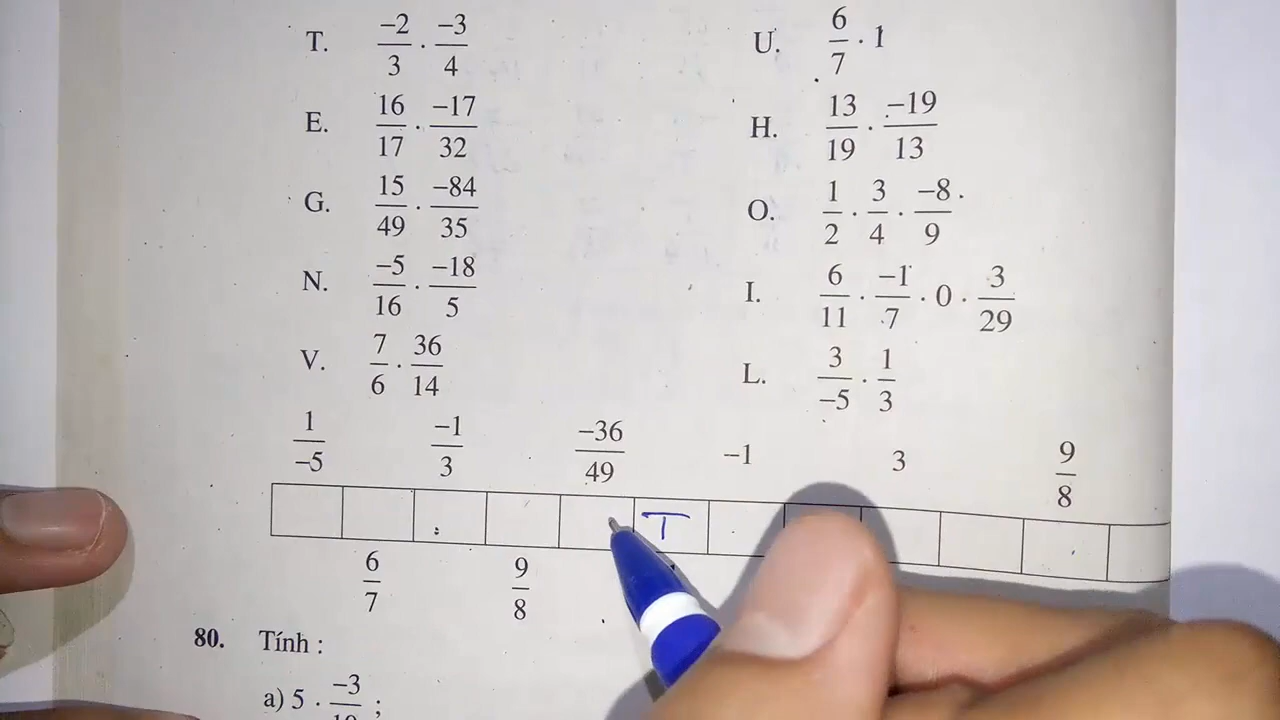 T. -2/3 · -3/4
U. 6/7 · 1
E. 16/17 · -17/32
H. 13/19 · -19/13
G. 15/49 · -84/35
O. 1/2 · 3/4 · -8/9
N. -5/16 · -18/5
I. 6/11 · -1/7 · 0 · 3/29
V. 7/6 · 36/14
L. 3/-5 · 1/3
1/-5 -1/3 -36/49 -1 3 9/8
T
6/7 9/8
80. Tính :
a) 5 · -3/10 ;